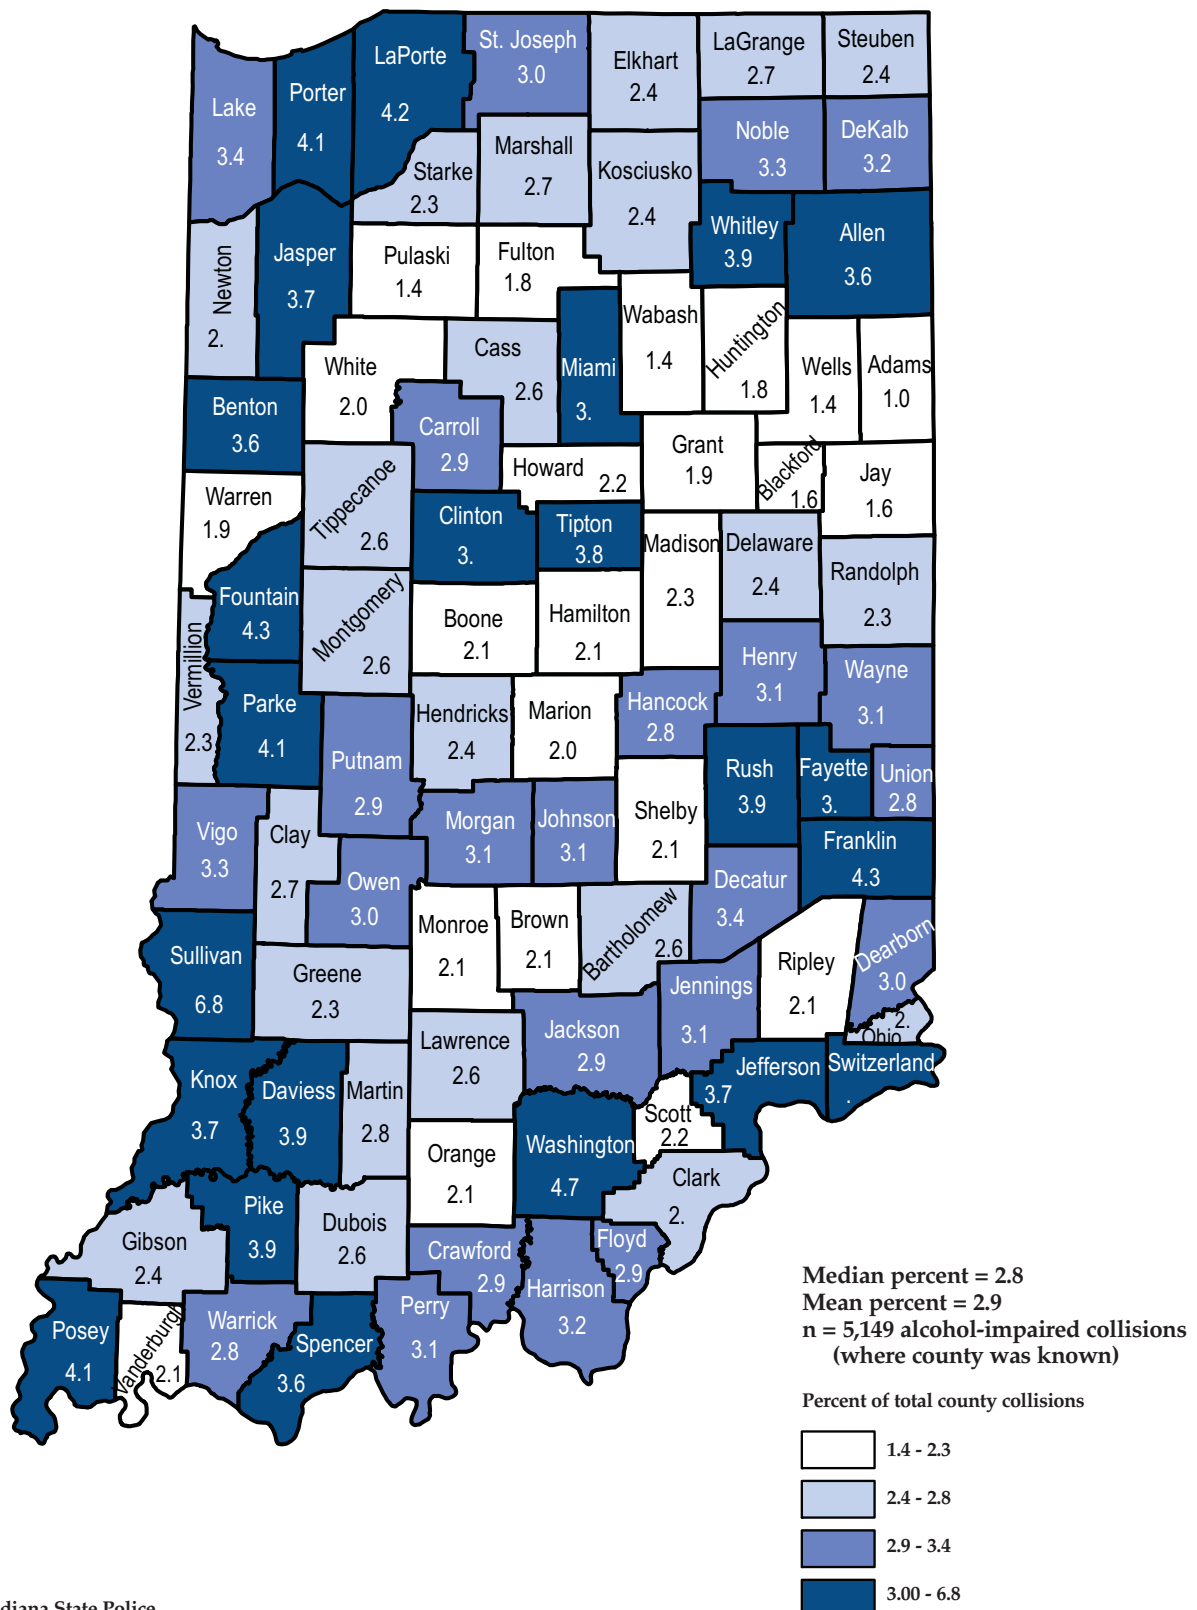 St. Joseph
3.0
LaGrange
2.7
Steuben
2.4
LaPorte
4.2
Elkhart
2.4
Porter
4.1
Lake
3.4
Noble
3.3
DeKalb
3.2
Marshall
2.7
Starke
2.3
Kosciusko
2.4
Whitley
3.9
Allen
3.6
Newton
2.
Jasper
3.7
Pulaski
1.4
Fulton
1.8
Wabash
1.4
Huntington
1.8
White
2.0
Cass
2.6
Miami
3.
Wells
1.4
Adams
1.0
Benton
3.6
Carroll
2.9
Grant
1.9
Blackford
1.6
Jay
1.6
Howard
2.2
Warren
1.9
Tippecanoe
2.6
Clinton
3.
Tipton
3.8
Madison
2.3
Delaware
2.4
Randolph
2.3
Fountain
4.3
Montgomery
2.6
Boone
2.1
Hamilton
2.1
Vermillion
2.3
Henry
3.1
Wayne
3.1
Parke
4.1
Hendricks
2.4
Marion
2.0
Hancock
2.8
Putnam
2.9
Rush
3.9
Fayette
3.
Union
2.8
Vigo
3.3
Clay
2.7
Morgan
3.1
Johnson
3.1
Shelby
2.1
Franklin
4.3
Owen
3.0
Decatur
3.4
Monroe
2.1
Brown
2.1
Bartholomew
2.6
Sullivan
6.8
Greene
2.3
Jennings
3.1
Ripley
2.1
Dearborn
3.0
2.
Ohio
Lawrence
2.6
Jackson
2.9
Knox
3.7
Daviess
3.9
Martin
2.8
Jefferson
3.7
Switzerland
.
Scott
2.2
Orange
2.1
Washington
4.7
Clark
2.
Pike
3.9
Dubois
2.6
Gibson
2.4
Crawford
2.9
Floyd
2.9
Harrison
3.2
Posey
4.1
Vanderburgh
2.1
Warrick
2.8
Spencer
3.6
Perry
3.1
Median percent = 2.8
Mean percent = 2.9
n = 5,149 alcohol-impaired collisions
(where county was known)
Percent of total county collisions
1.4 - 2.3
2.4 - 2.8
2.9 - 3.4
3.00 - 6.8
diana State Police